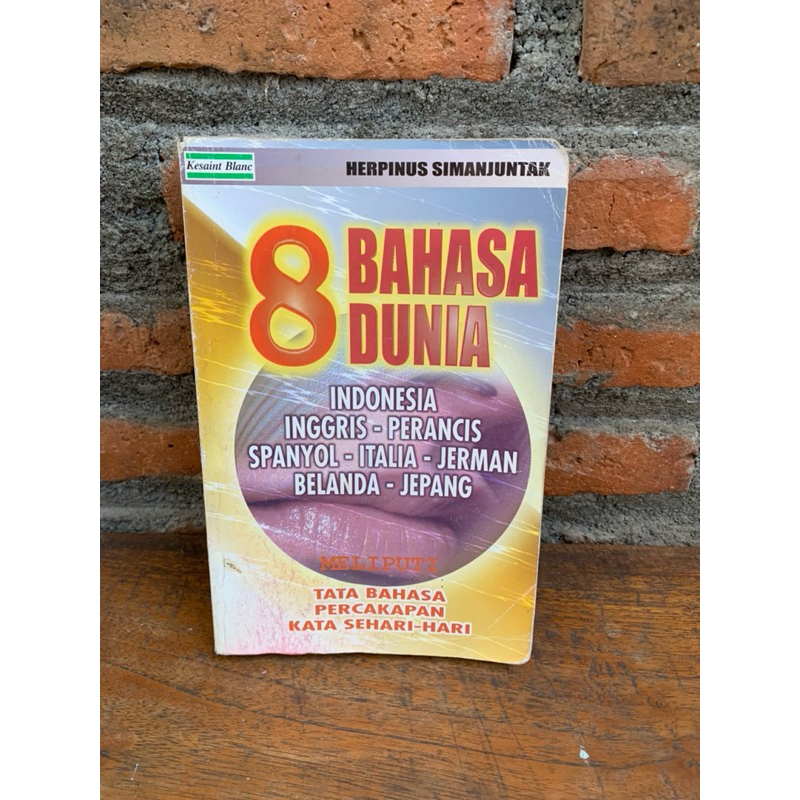 Kesaint Blanc
HERPINUS SIMANJUNTAK
8 BAHASA
DUNIA
INDONESIA
INGGRIS - PERANCIS
SPANYOL - ITALIA - JERMAN
BELANDA - JEPANG
MELIPUTI
TATA BAHASA
PERCAKAPAN
KATA SEHARI-HARI